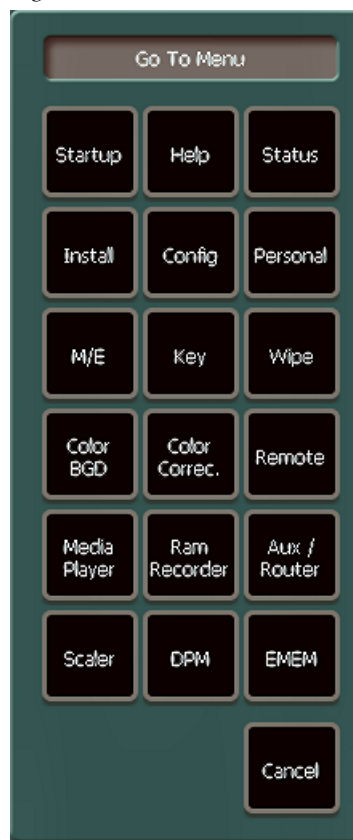 Go To Menu
Startup Help Status
Install Config Personal
M/E Key Wipe
Color BGD Color Correc. Remote
Media Player Ram Recorder Aux / Router
Scaler DPM EMEM
Cancel